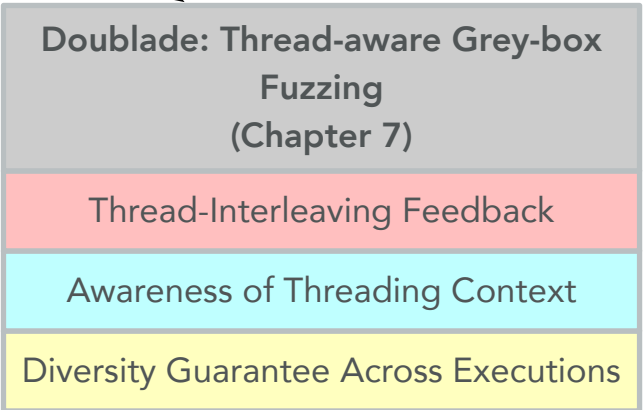 Doublade: Thread-aware Grey-box
Fuzzing
(Chapter 7)
Thread-Interleaving Feedback
Awareness of Threading Context
Diversity Guarantee Across Executions